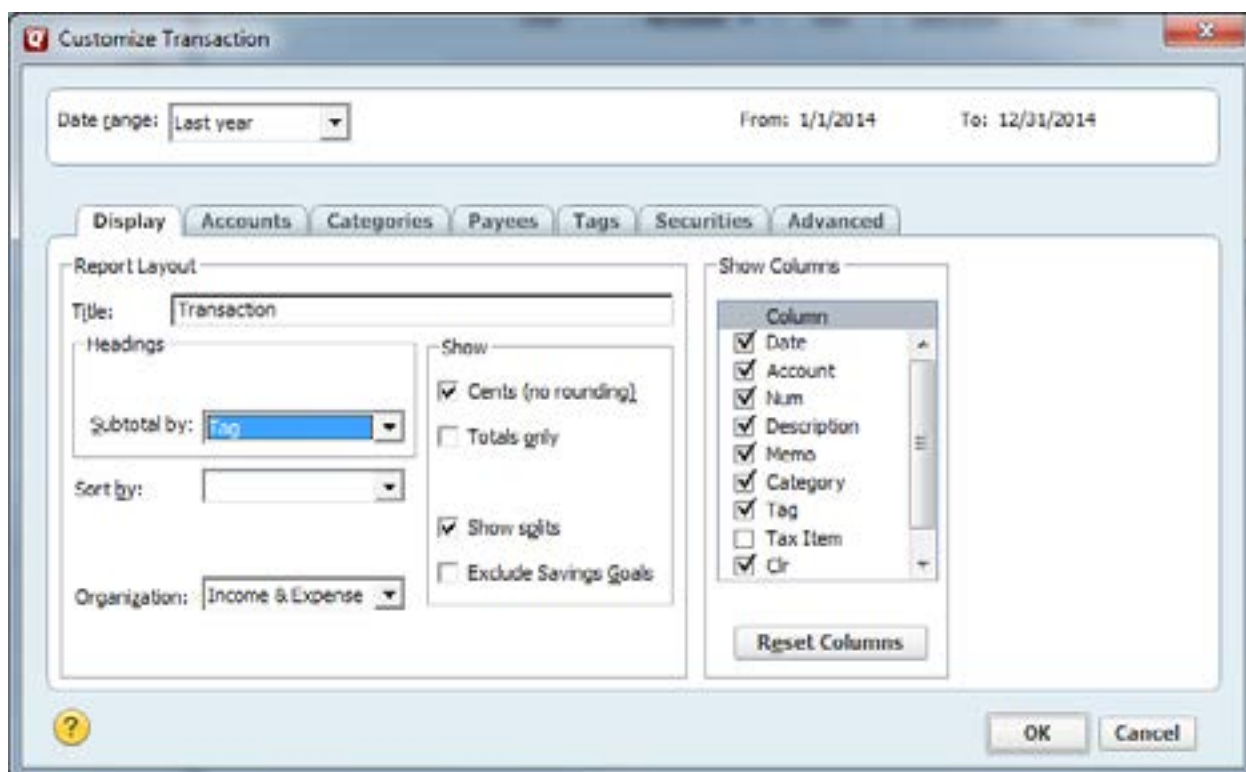 Customize Transaction
Date range: Last year From: 1/1/2014 To: 12/31/2014
Display Accounts Categories Payees Tags Securities Advanced
Report Layout
Title: Transaction
Headings
Subtotal by: Tag
Sort by:
Organization: Income & Expense
Show
Cents (no rounding)
Totals only
Show splits
Exclude Savings Goals
Show Columns
Column
Date
Account
Num
Description
Memo
Category
Tag
Tax Item
Clr
Reset Columns
?
OK Cancel